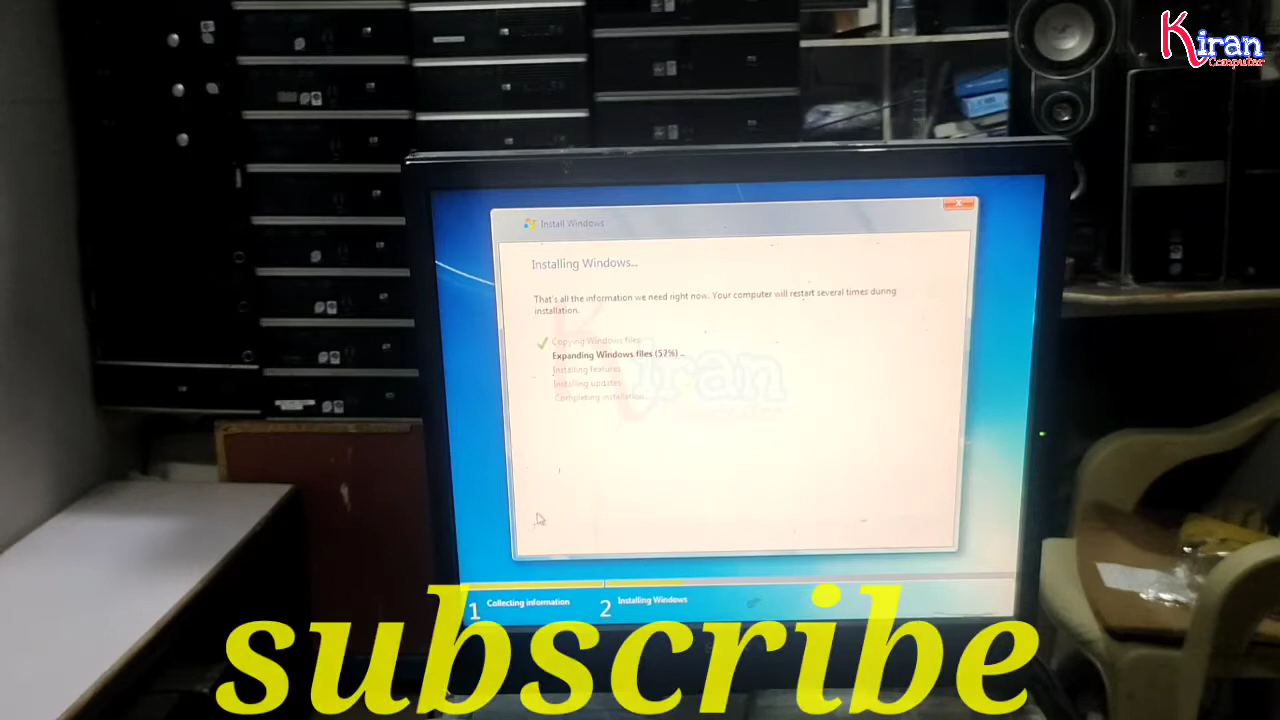 Kiran
Computer
Install Windows
Installing Windows...
That's all the information we need right now. Your computer will restart several times during
installation.
Copying Windows files
Expanding Windows files (57%) ...
Installing features
Installing updates
Completing installation
Kiran
1 Collecting information 2 Installing Windows
subscribe